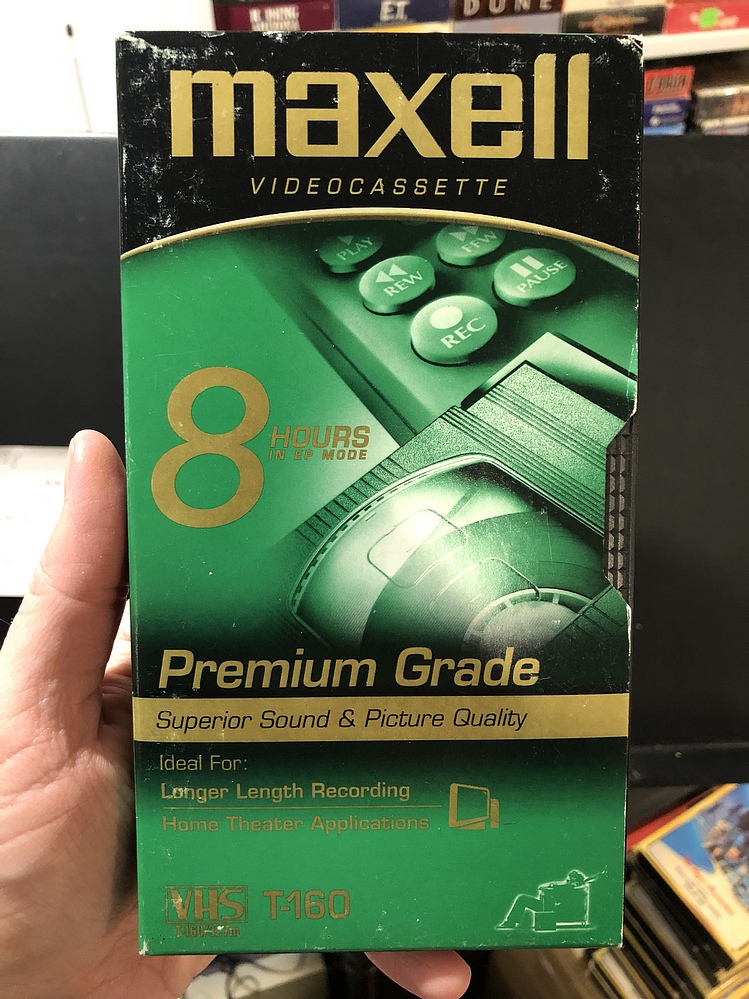 E.T.
DUNE
maxell
VIDEOCASSETTE
PLAY
FFW
REW
PAUSE
REC
8 HOURS
IN EP MODE
Premium Grade
Superior Sound & Picture Quality
Ideal For:
Longer Length Recording
Home Theater Applications
VHS T-160